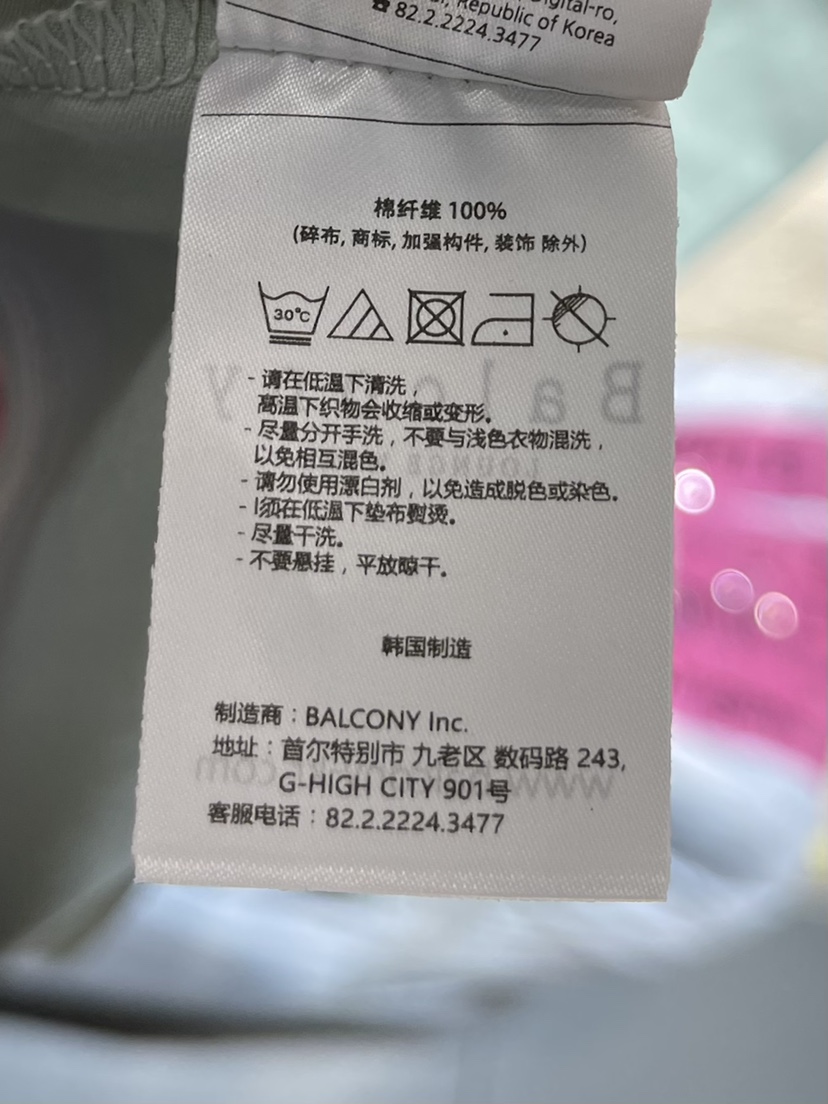 igital-ro,
Republic of Korea
☎ 82.2.2224.3477
棉纤维 100%
(碎布, 商标, 加强构件, 装饰 除外)
30℃
- 请在低温下清洗,
高温下织物会收缩或变形。
- 尽量分开手洗, 不要与浅色衣物混洗,
以免相互混色。
- 请勿使用漂白剂, 以免造成脱色或染色。
- 必须在低温下垫布熨烫。
- 尽量干洗。
- 不要悬挂, 平放晾干。
Balcony
LOUNGE
韩国制造
制造商 : BALCONY Inc.
地址 : 首尔特别市 九老区 数码路 243,
G-HIGH CITY 901号
客服电话 : 82.2.2224.3477